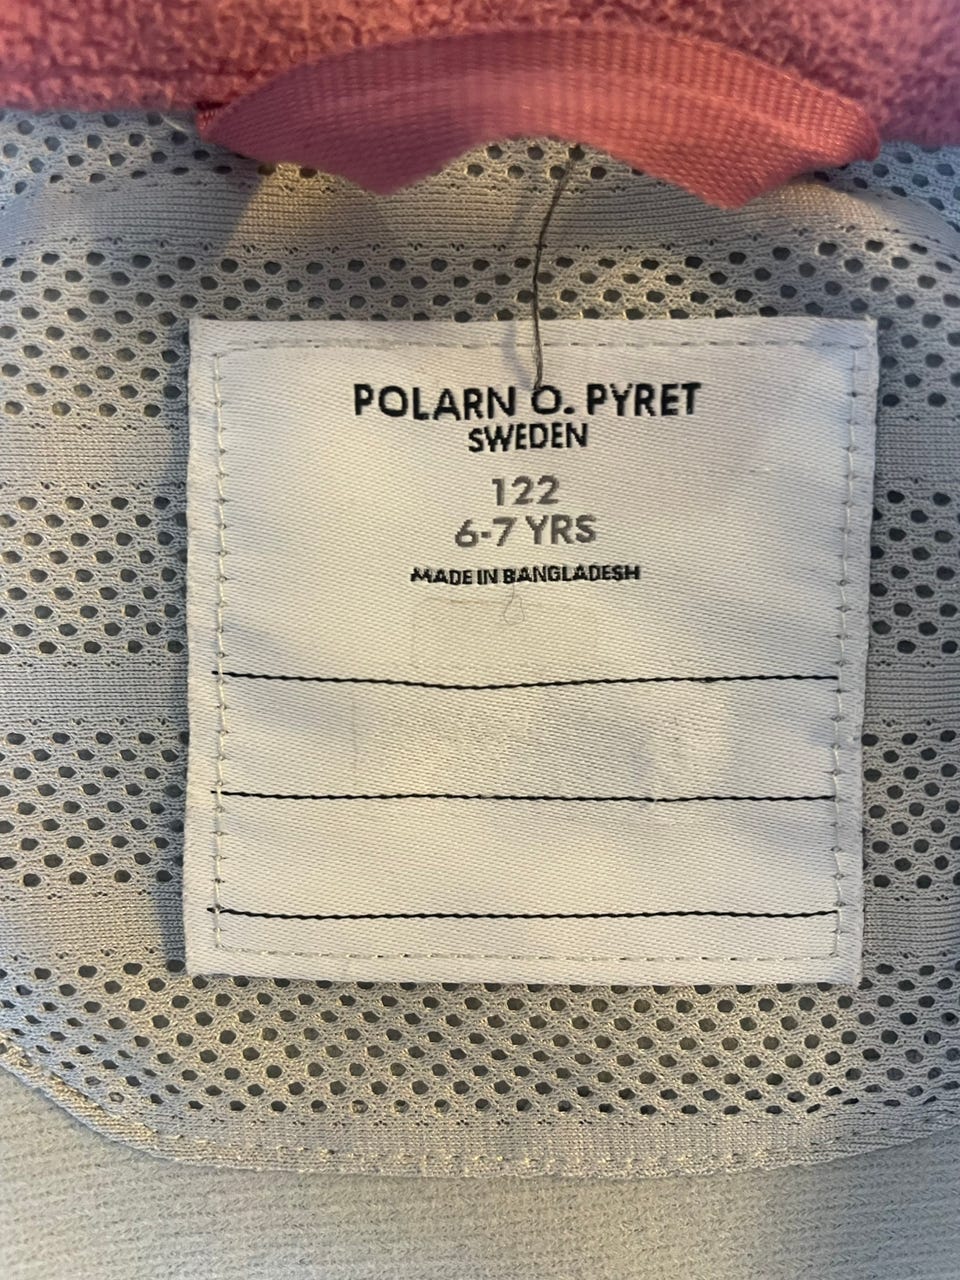 POLARN O. PYRET
SWEDEN
122
6-7 YRS
MADE IN BANGLADESH